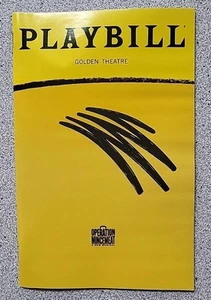 PLAYBILL
GOLDEN THEATRE
OPERATION
MINCEMEAT